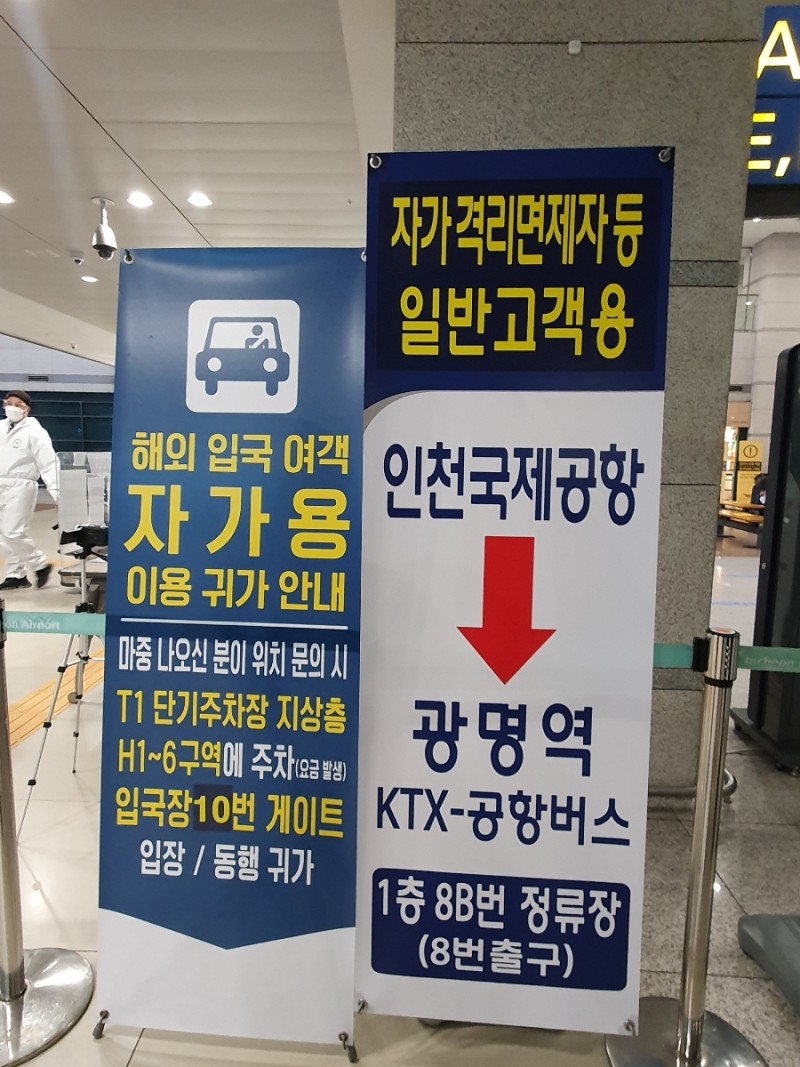 해외 입국 여객
자가용
이용 귀가 안내
마중 나오신 분이 위치 문의 시
T1 단기주차장 지상층
H1~6구역에 주차(요금 발생)
입국장10번 게이트
입장 / 동행 귀가
자가격리면제자등
일반고객용
인천국제공항
광명역
KTX-공항버스
1층 8B번 정류장
(8번출구)
A
E,
Airport